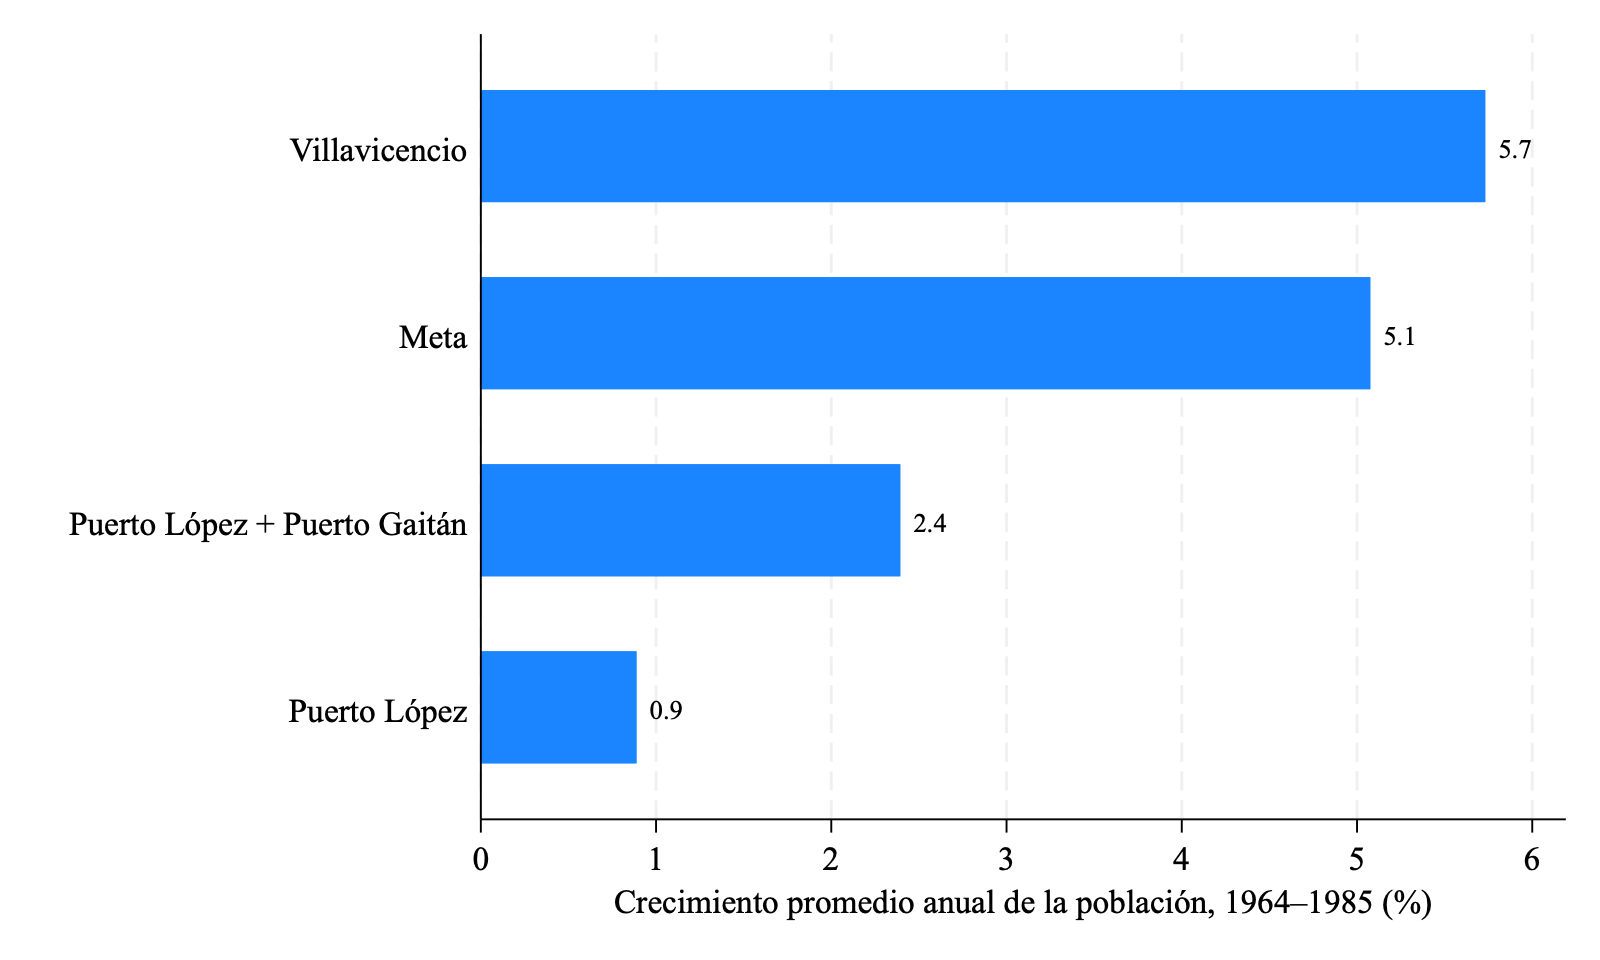 Villavicencio
5.7
Meta
5.1
Puerto López + Puerto Gaitán
2.4
Puerto López
0.9
0 1 2 3 4 5 6
Crecimiento promedio anual de la población, 1964–1985 (%)